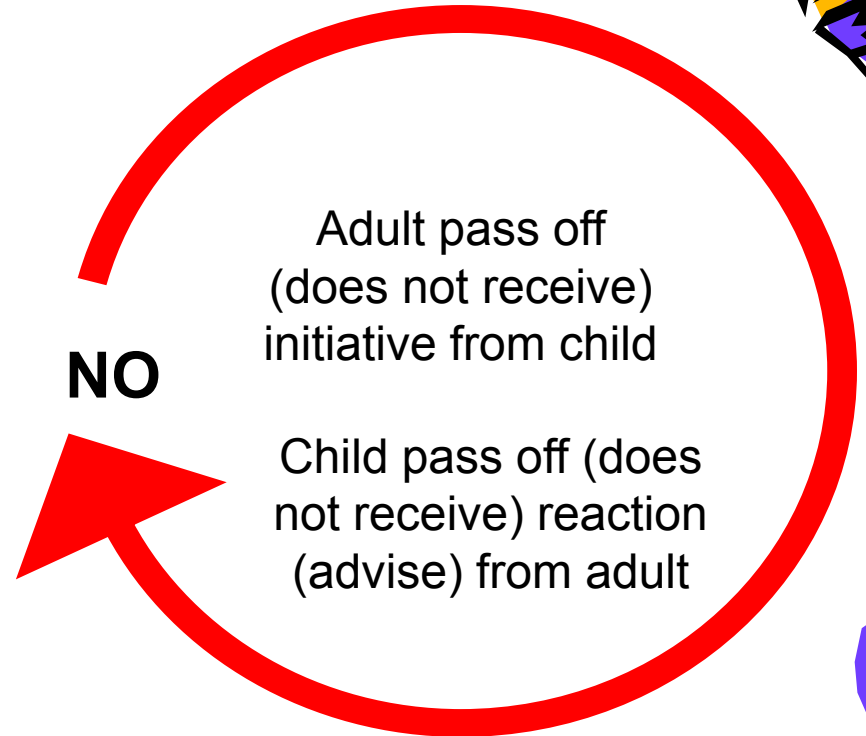 Adult pass off
(does not receive)
initiative from child
NO
Child pass off (does
not receive) reaction
(advise) from adult